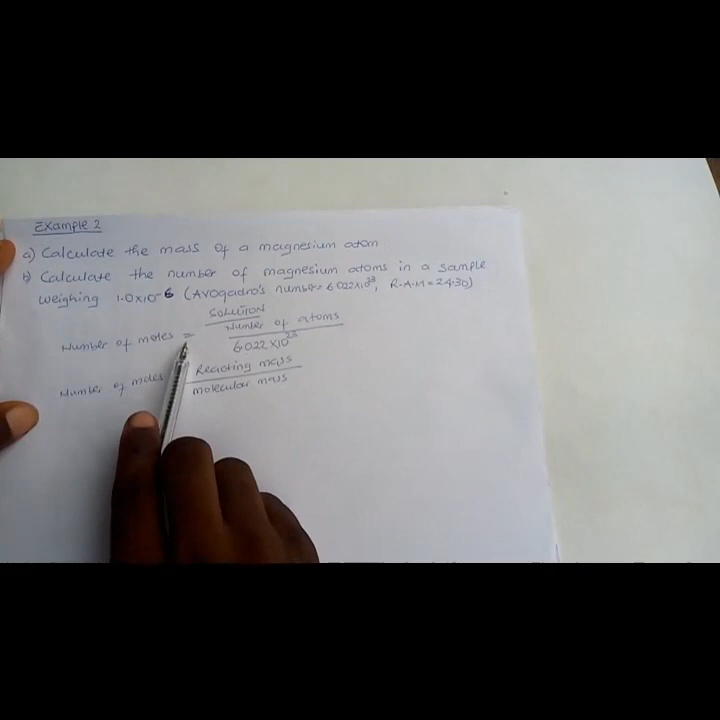 Example 2
a) Calculate the mass of a magnesium atom
b) Calculate the number of magnesium atoms in a sample
weighing 1.0x10-6 (Avogadro's number = 6.022x10²³, R.A.M = 24.30)
SOLUTION
Number of moles = Number of atoms
6.022 x10²³
Number of moles Reacting mass
molecular mass